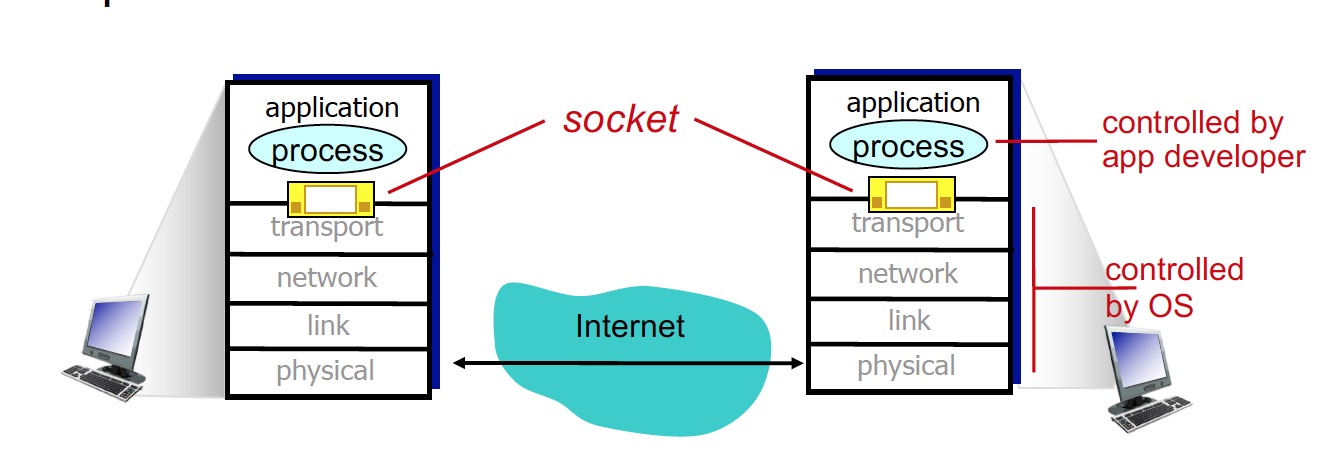 application
process
transport
network
link
physical
socket
Internet
application
process
transport
network
link
physical
controlled by
app developer
controlled
by OS